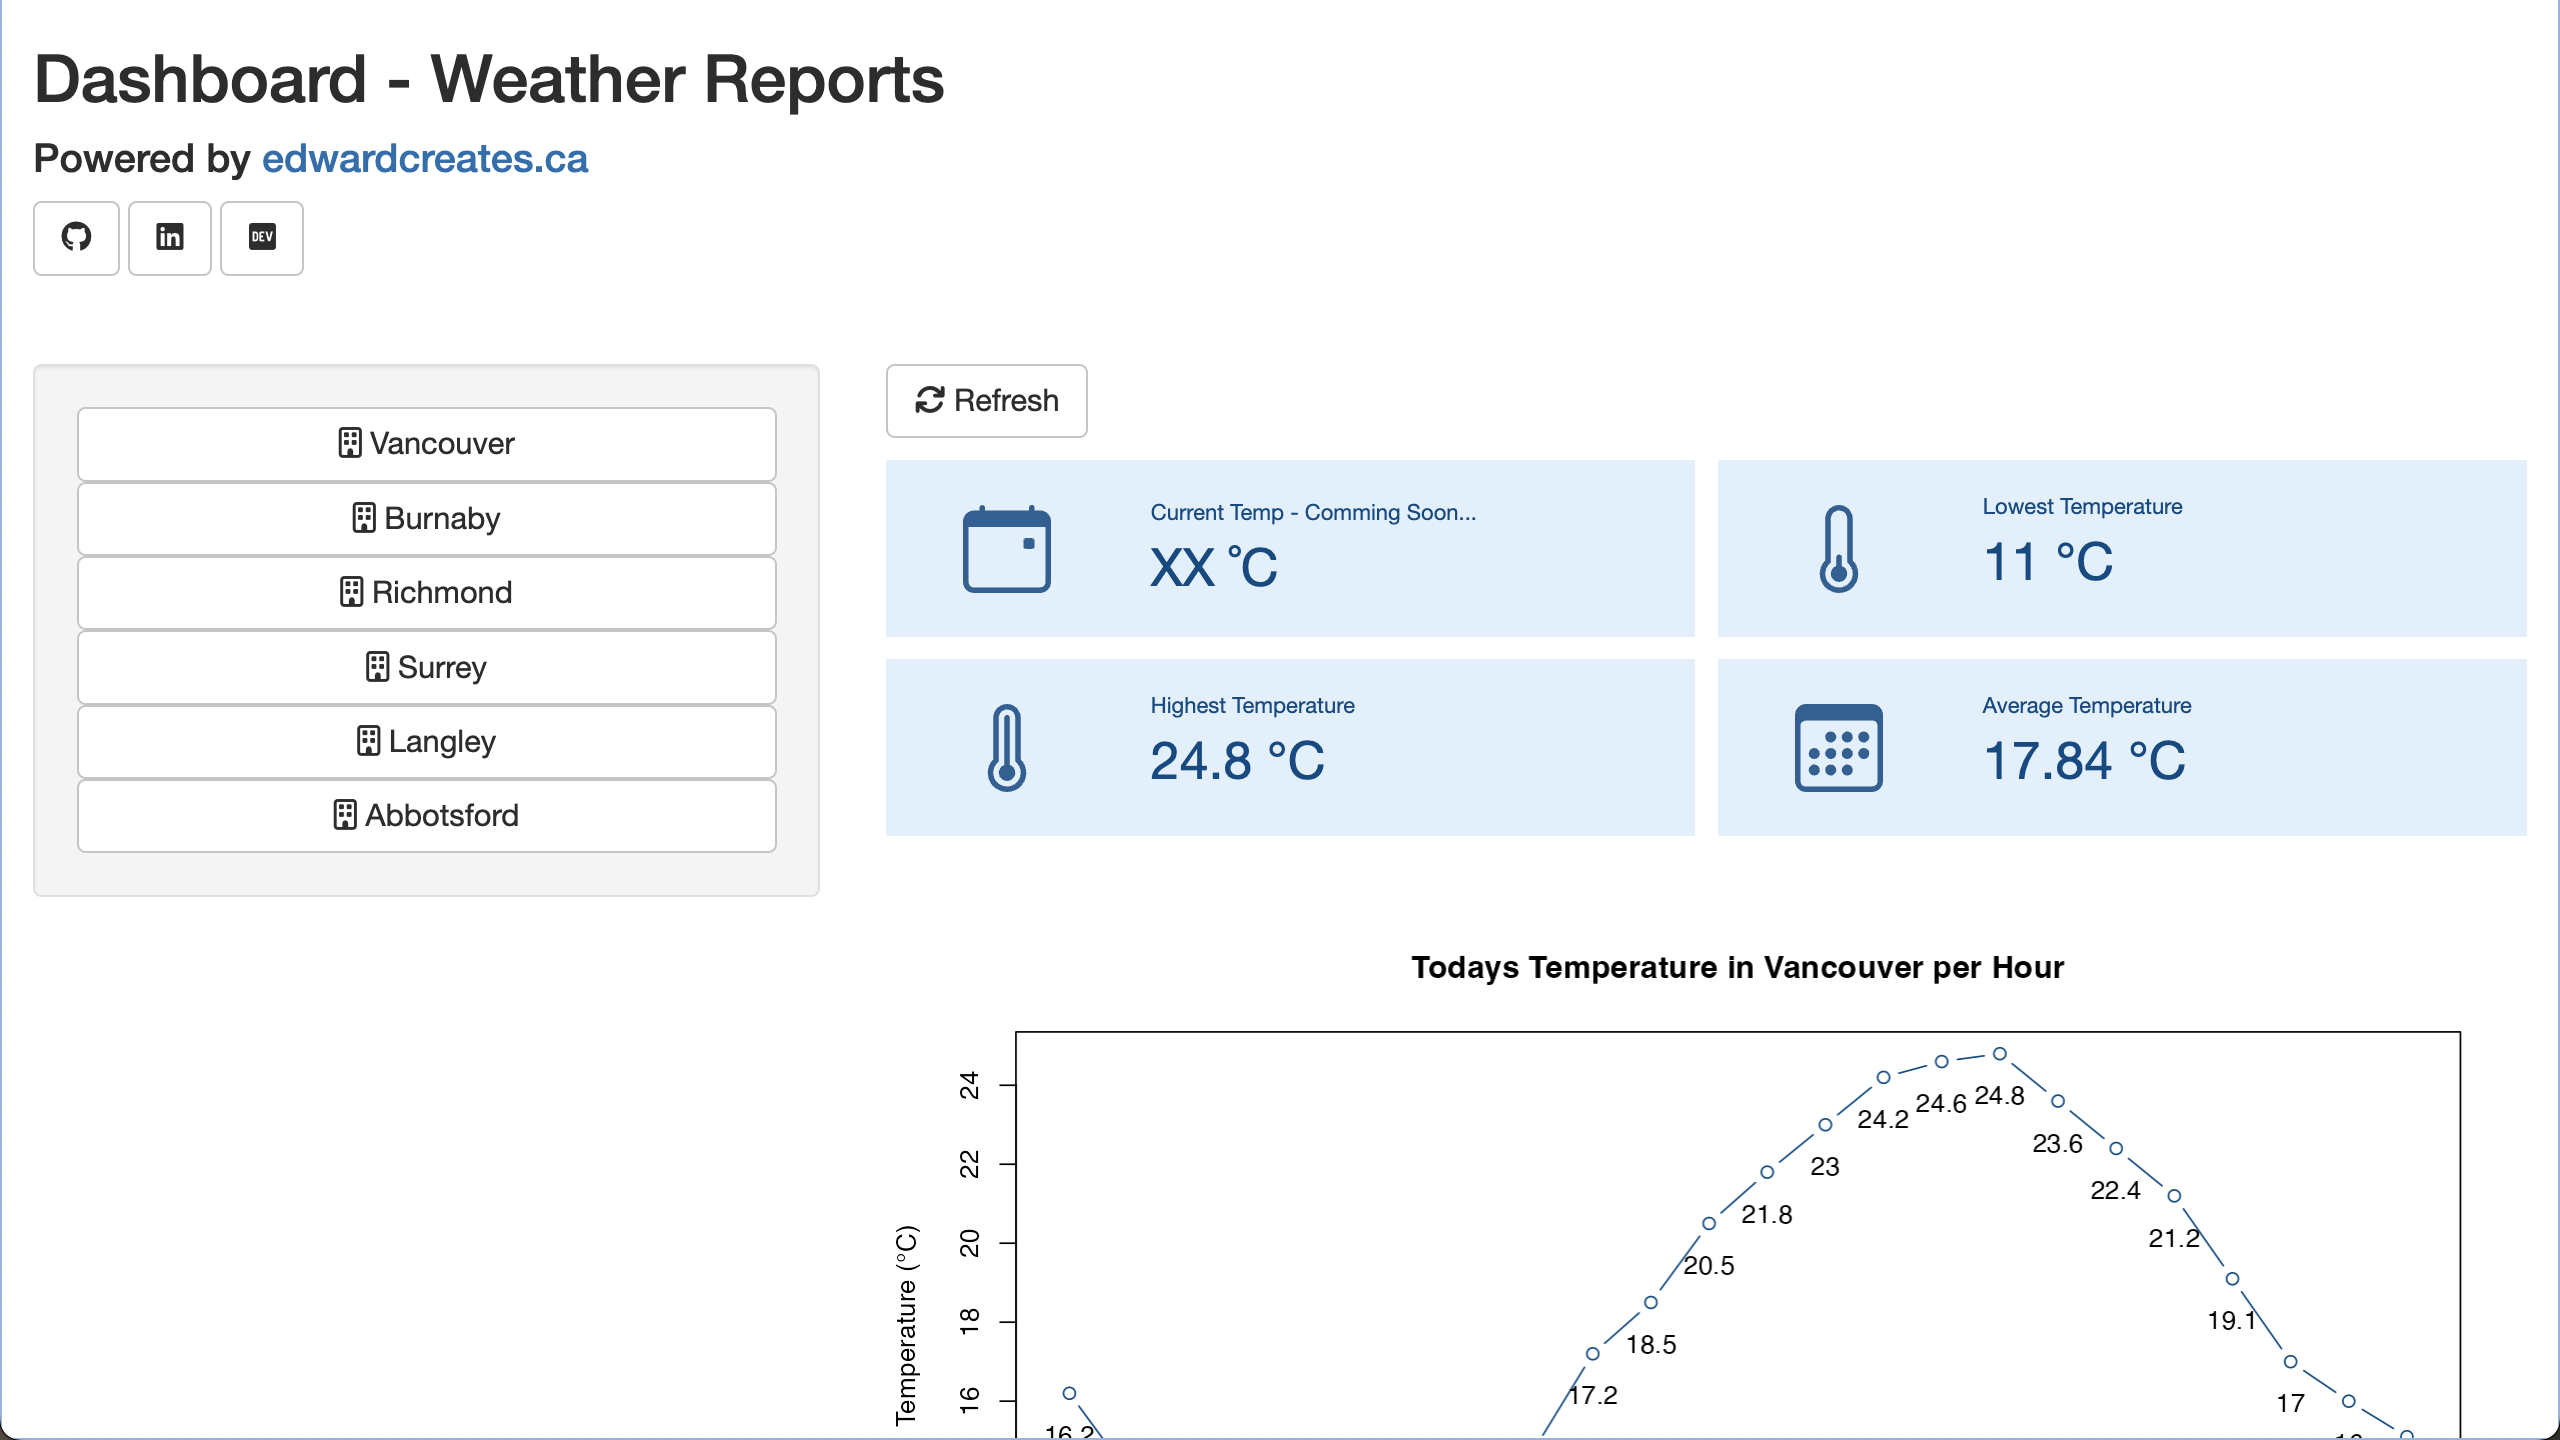 Dashboard - Weather Reports
Powered by edwardcreates.ca
DEV
Vancouver
Burnaby
Richmond
Surrey
Langley
Abbotsford
Refresh
Current Temp - Comming Soon...
XX °C
Lowest Temperature
11 °C
Highest Temperature
24.8 °C
Average Temperature
17.84 °C
Todays Temperature in Vancouver per Hour
Temperature (°C)
24
22
20
18
16
16.2
17.2
18.5
20.5
21.8
23
24.2
24.6
24.8
23.6
22.4
21.2
19.1
17